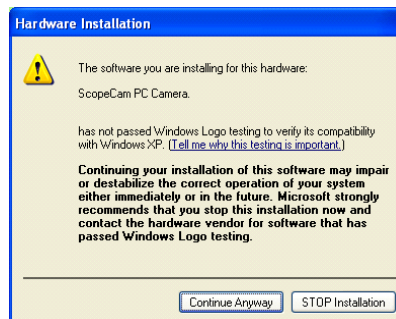 Hardware Installation
The software you are installing for this hardware:
ScopeCam PC Camera.
has not passed Windows Logo testing to verify its compatibility
with Windows XP. (Tell me why this testing is important.)
Continuing your installation of this software may impair
or destabilize the correct operation of your system
either immediately or in the future. Microsoft strongly
recommends that you stop this installation now and
contact the hardware vendor for software that has
passed Windows Logo testing.
Continue Anyway
STOP Installation